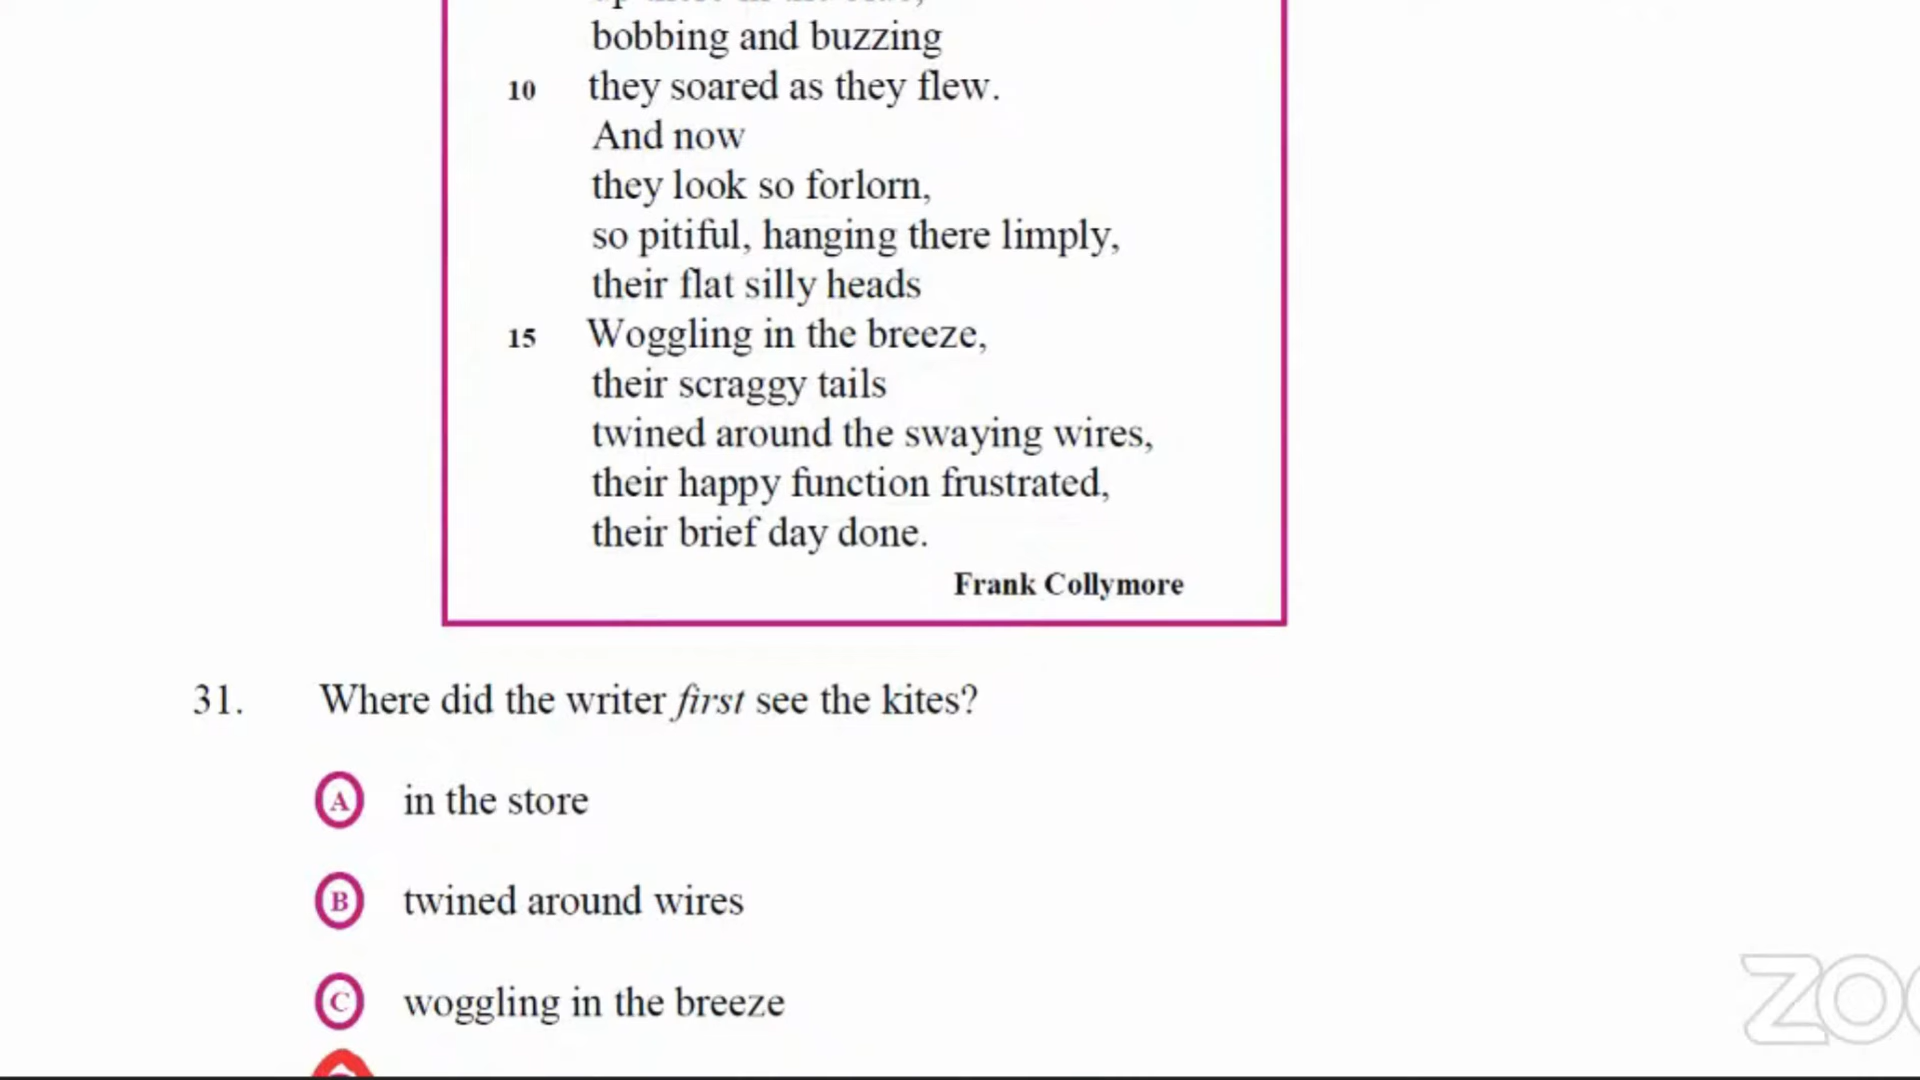 bobbing and buzzing
10 they soared as they flew.
And now
they look so forlorn,
so pitiful, hanging there limply,
their flat silly heads
15 Woggling in the breeze,
their scraggy tails
twined around the swaying wires,
their happy function frustrated,
their brief day done.
Frank Collymore
31. Where did the writer first see the kites?
A in the store
B twined around wires
C woggling in the breeze